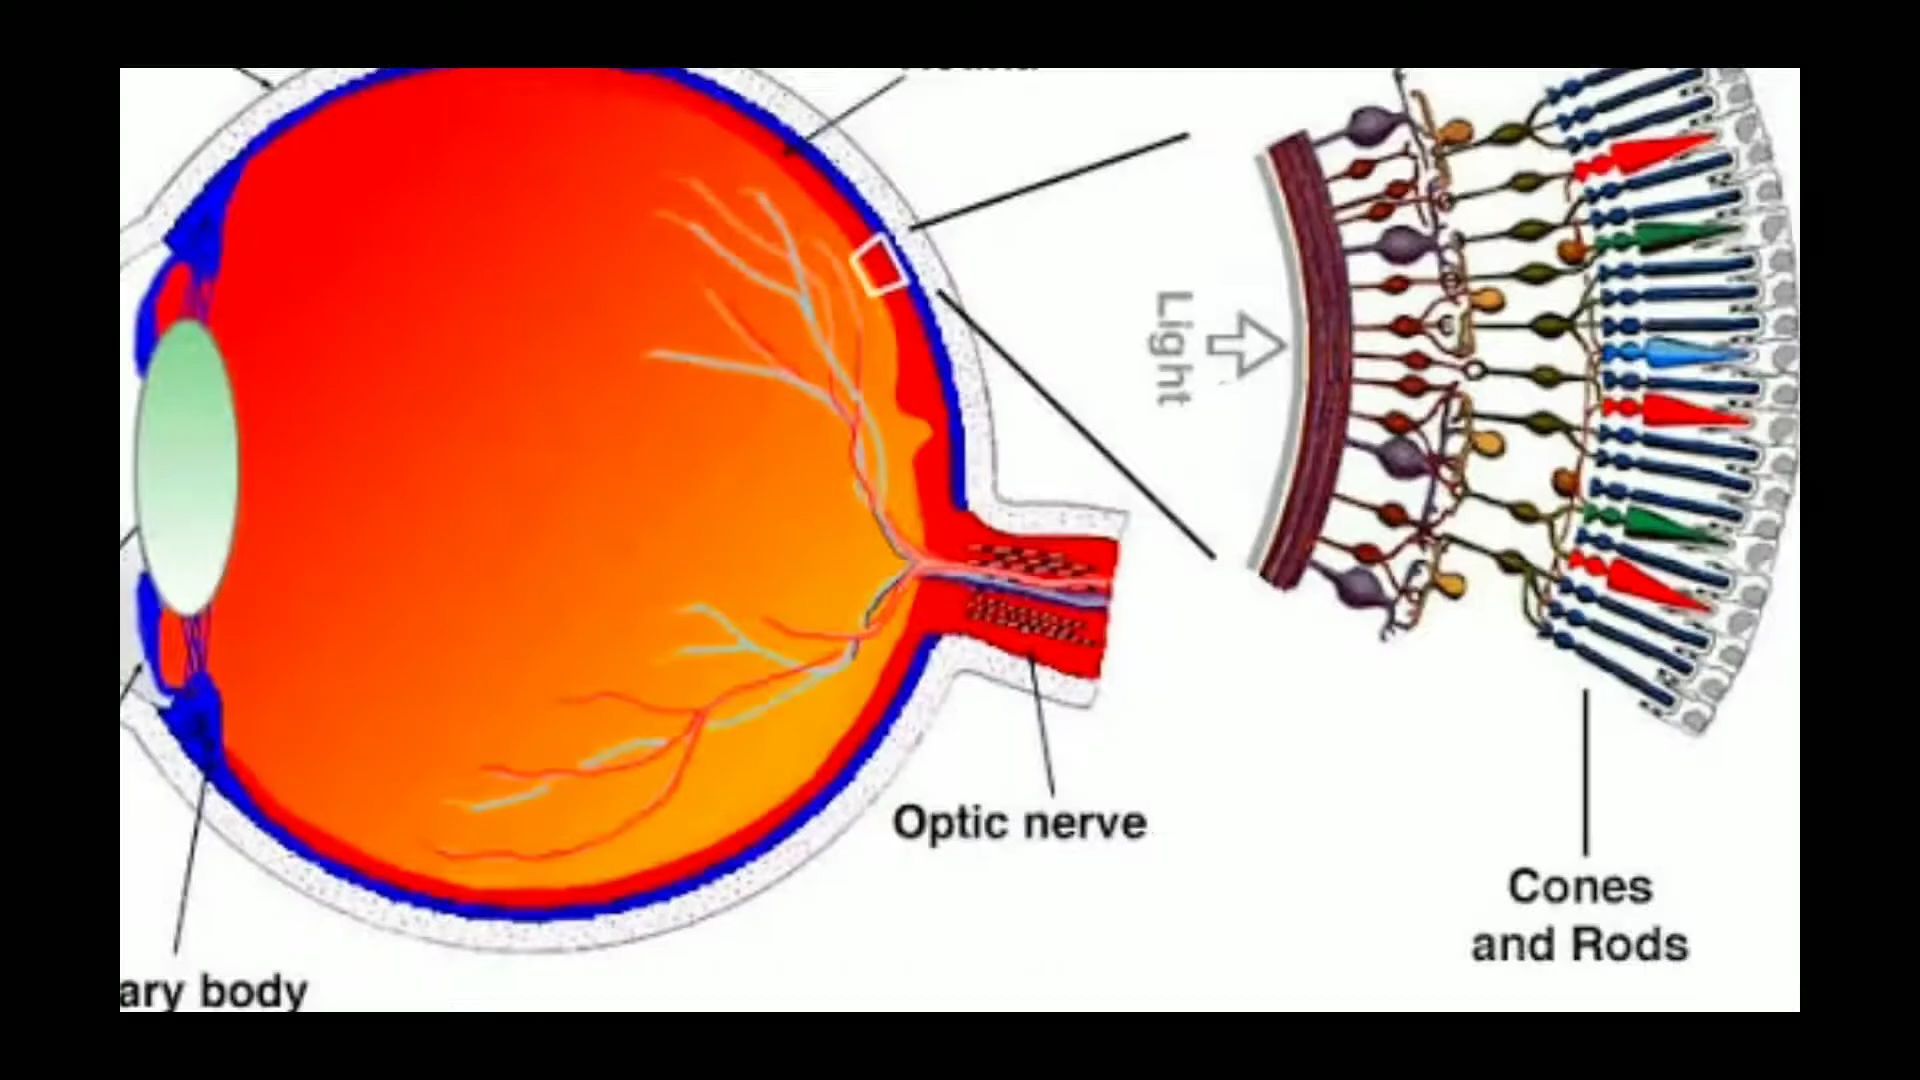 Light
Optic nerve
Cones
and Rods
ary body